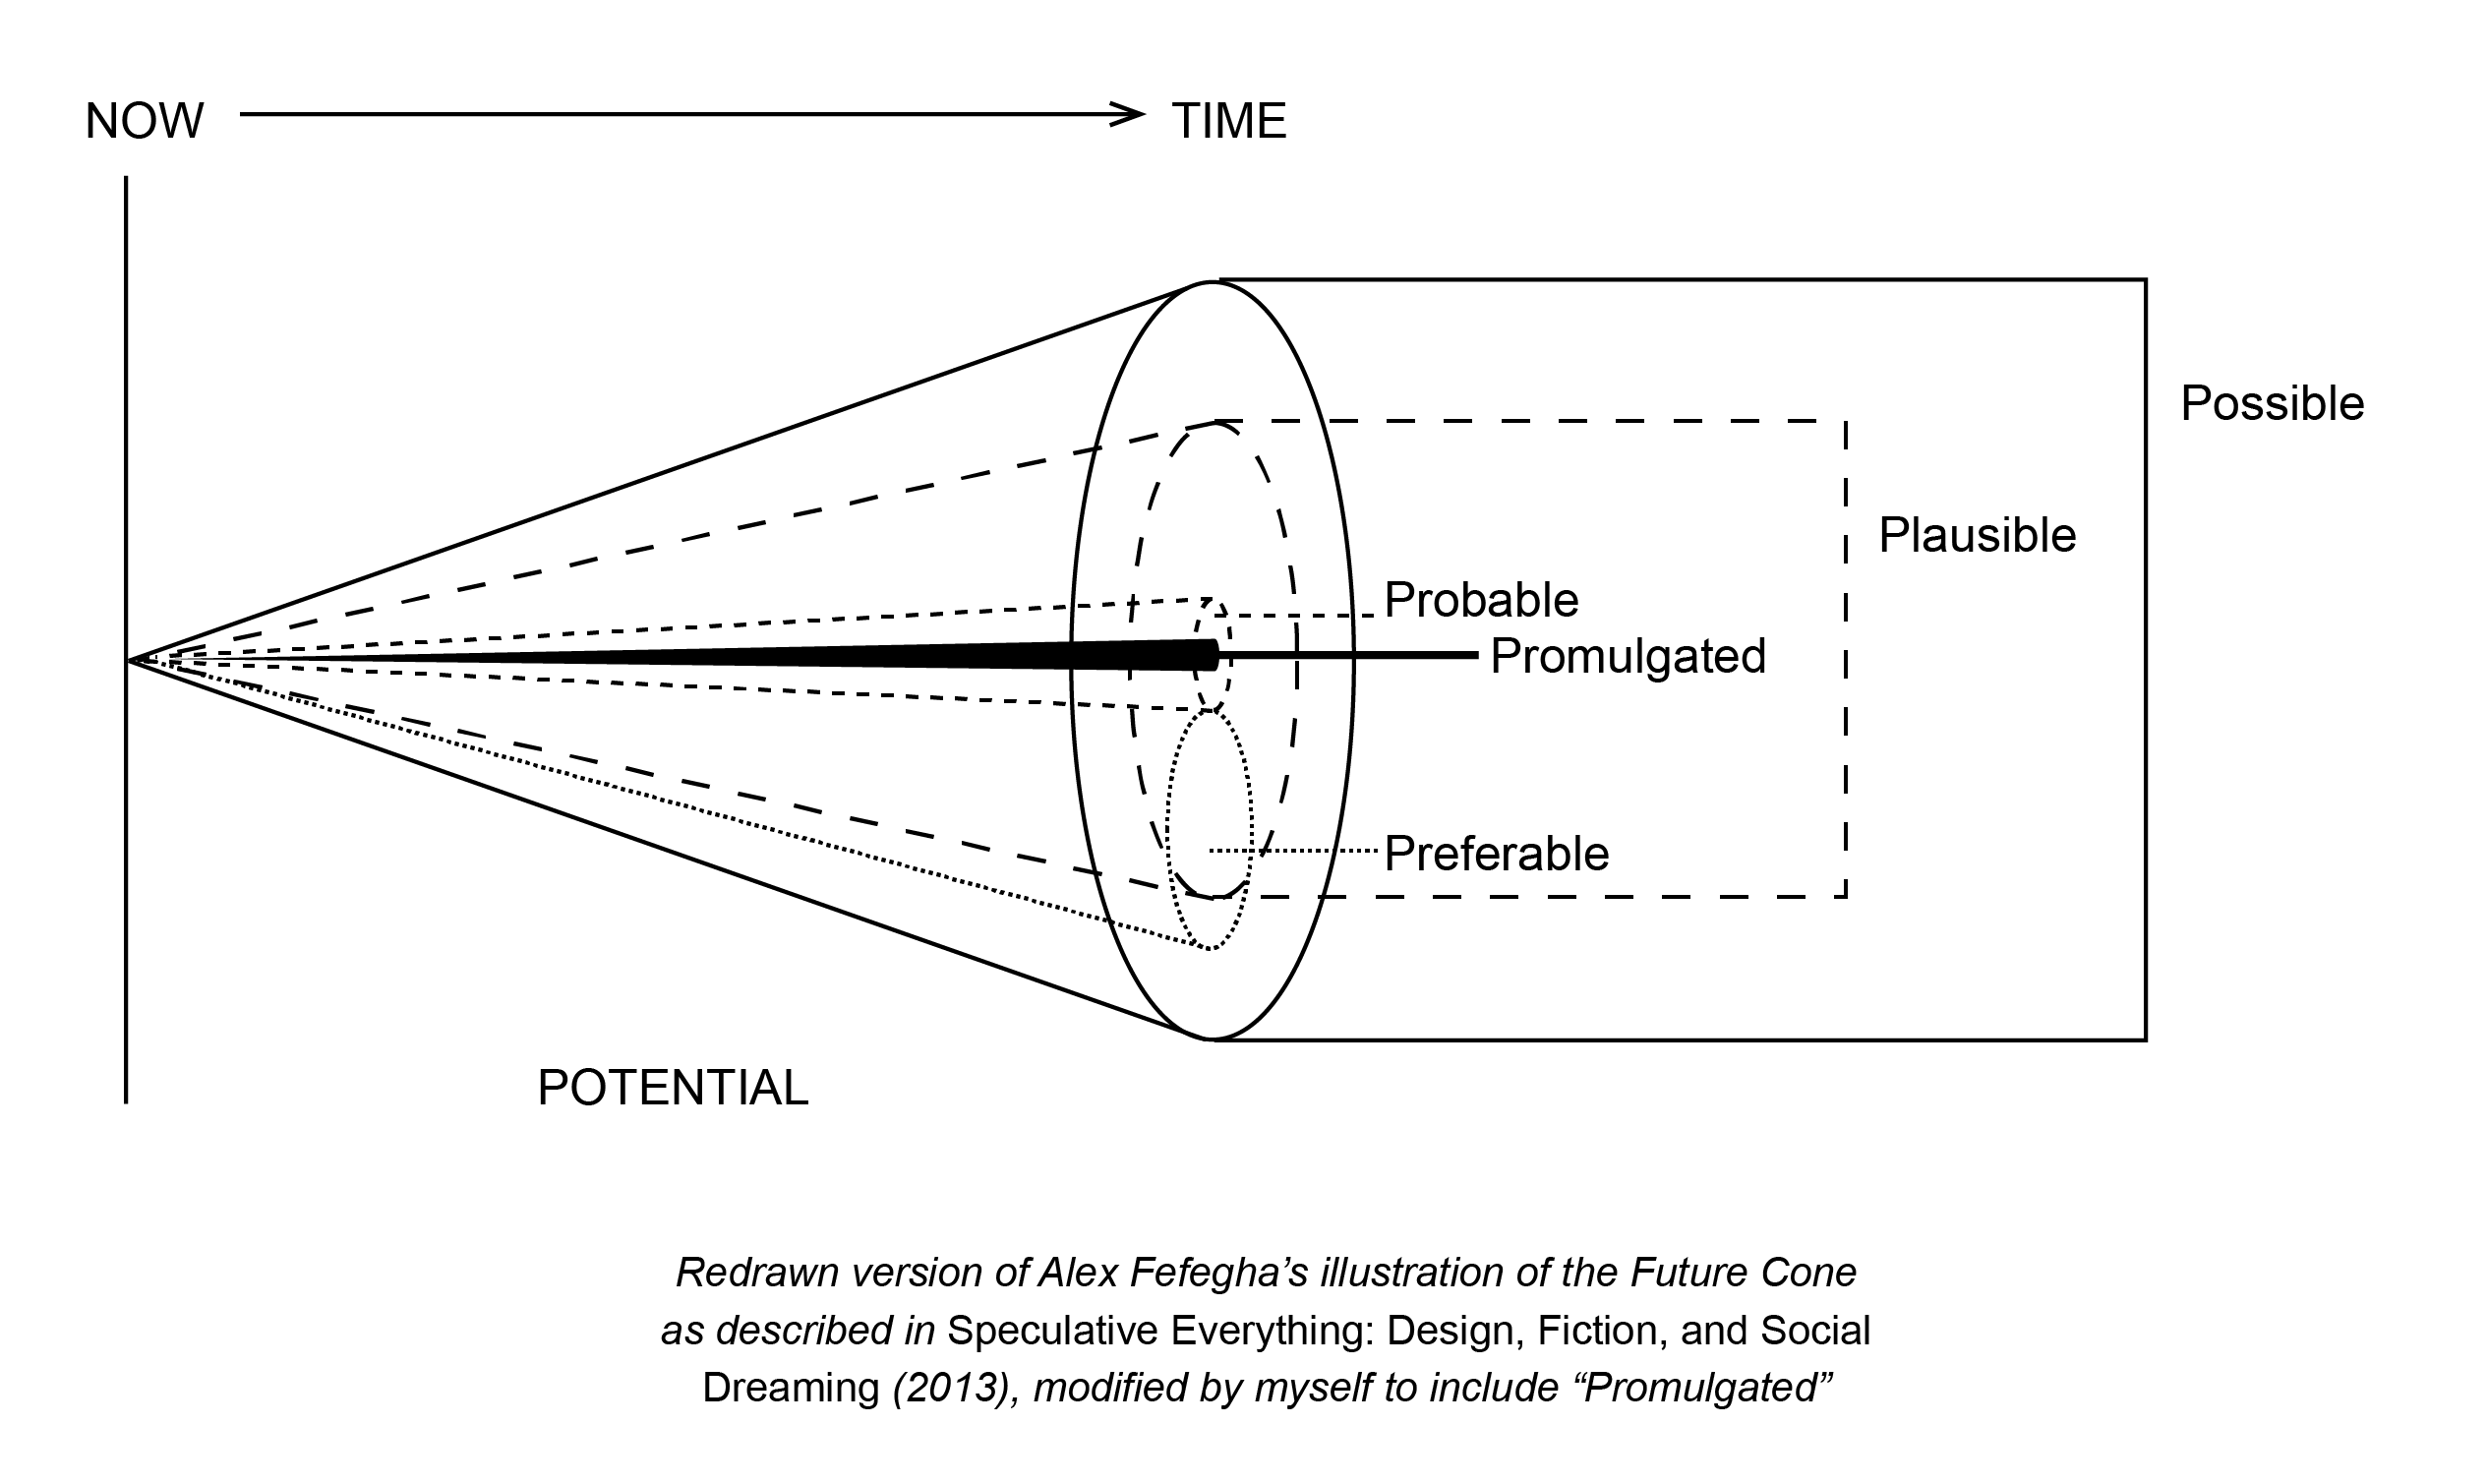 NOW
TIME
Possible
Plausible
Probable
Promulgated
Preferable
POTENTIAL
Redrawn version of Alex Fefegha’s illustration of the Future Cone
as described in Speculative Everything: Design, Fiction, and Social
Dreaming (2013), modified by myself to include “Promulgated”